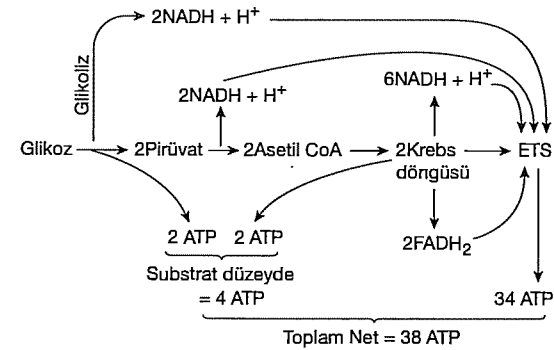 2NADH + H⁺
Glikoliz
2NADH + H⁺
6NADH + H⁺
Glikoz
2Pirüvat
2Asetil CoA
2Krebs
döngüsü
ETS
2 ATP
2 ATP
2FADH₂
Substrat düzeyde
= 4 ATP
34 ATP
Toplam Net = 38 ATP